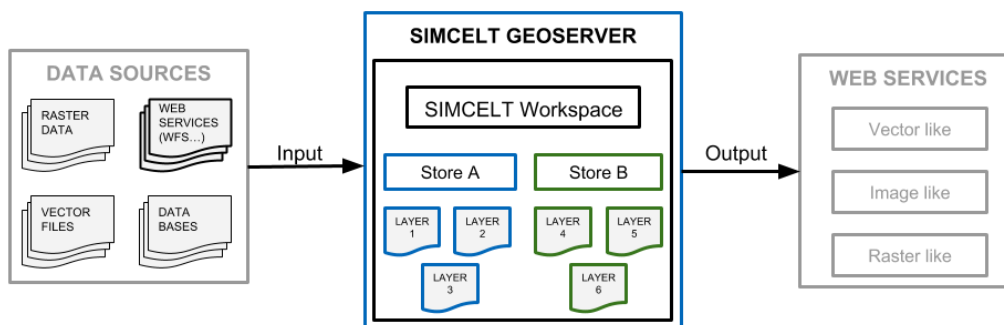 DATA SOURCES
RASTER
DATA
WEB
SERVICES
(WFS...)
VECTOR
FILES
DATA
BASES
Input
SIMCELT GEOSERVER
SIMCELT Workspace
Store A
Store B
LAYER
1
LAYER
2
LAYER
3
LAYER
4
LAYER
5
LAYER
6
Output
WEB SERVICES
Vector like
Image like
Raster like